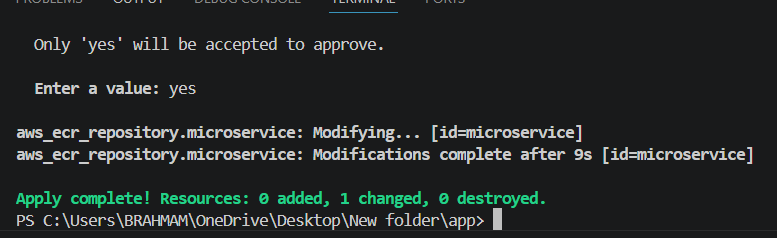 PROBLEMS OUTPUT DEBUG CONSOLE TERMINAL PORTS
Only 'yes' will be accepted to approve.
Enter a value: yes
aws_ecr_repository.microservice: Modifying... [id=microservice]
aws_ecr_repository.microservice: Modifications complete after 9s [id=microservice]
Apply complete! Resources: 0 added, 1 changed, 0 destroyed.
PS C:\Users\BRAHMAM\OneDrive\Desktop\New folder\app>